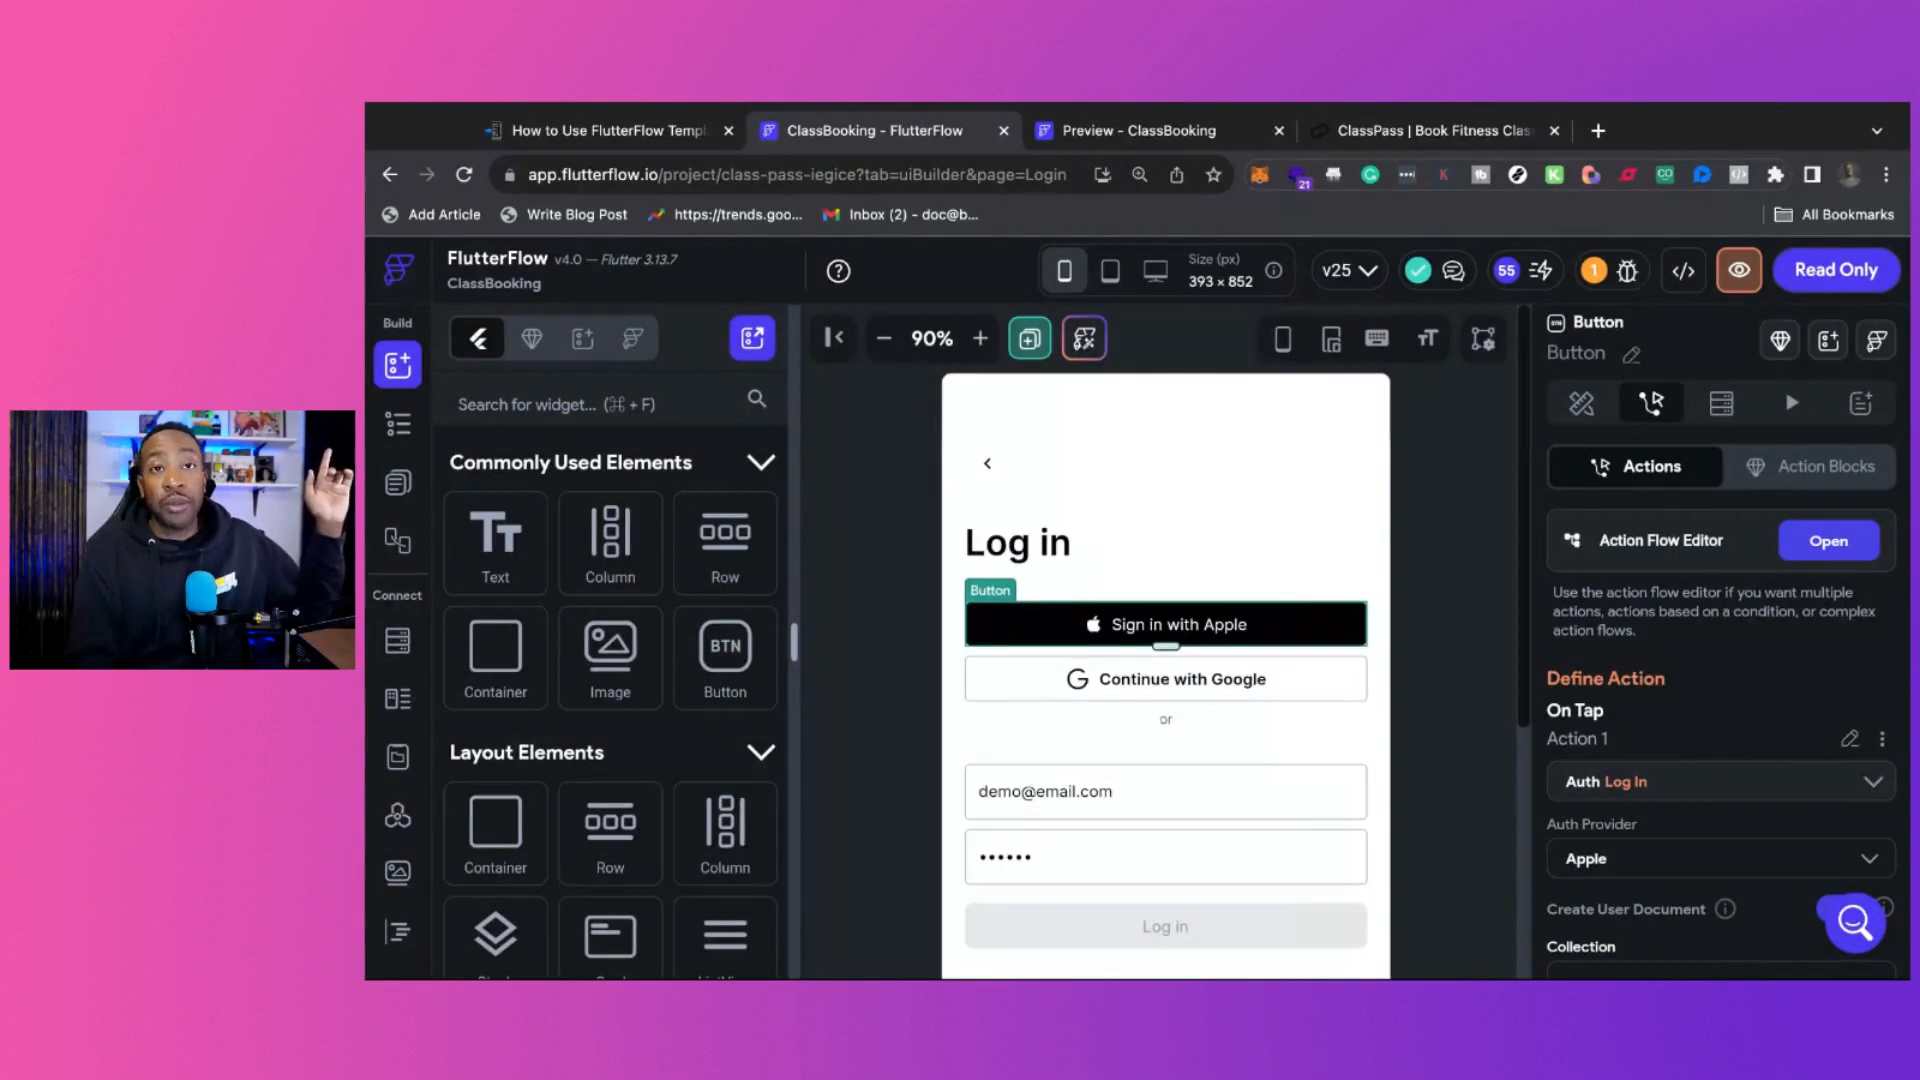 How to Use FlutterFlow Templ
ClassBooking - FlutterFlow
Preview - ClassBooking
ClassPass | Book Fitness Clas
app.flutterflow.io/project/class-pass-iegice?tab=uiBuilder&page=Login
21
Add Article
Write Blog Post
https://trends.goo...
Inbox (2) - doc@b...
All Bookmarks
FlutterFlow v4.0 — Flutter 3.13.7
ClassBooking
Size (px)
393 × 852
v25
55
1
Read Only
Build
Connect
90%
Search for widget... (⌘ + F)
Commonly Used Elements
Text
Column
Row
Container
Image
BTN
Button
Layout Elements
Container
Row
Column
Log in
Button
Sign in with Apple
Continue with Google
or
demo@email.com
Log in
Button
Button
Actions
Action Blocks
Action Flow Editor
Open
Use the action flow editor if you want multiple
actions, actions based on a condition, or complex
action flows.
Define Action
On Tap
Action 1
Auth Log In
Auth Provider
Apple
Create User Document
Collection